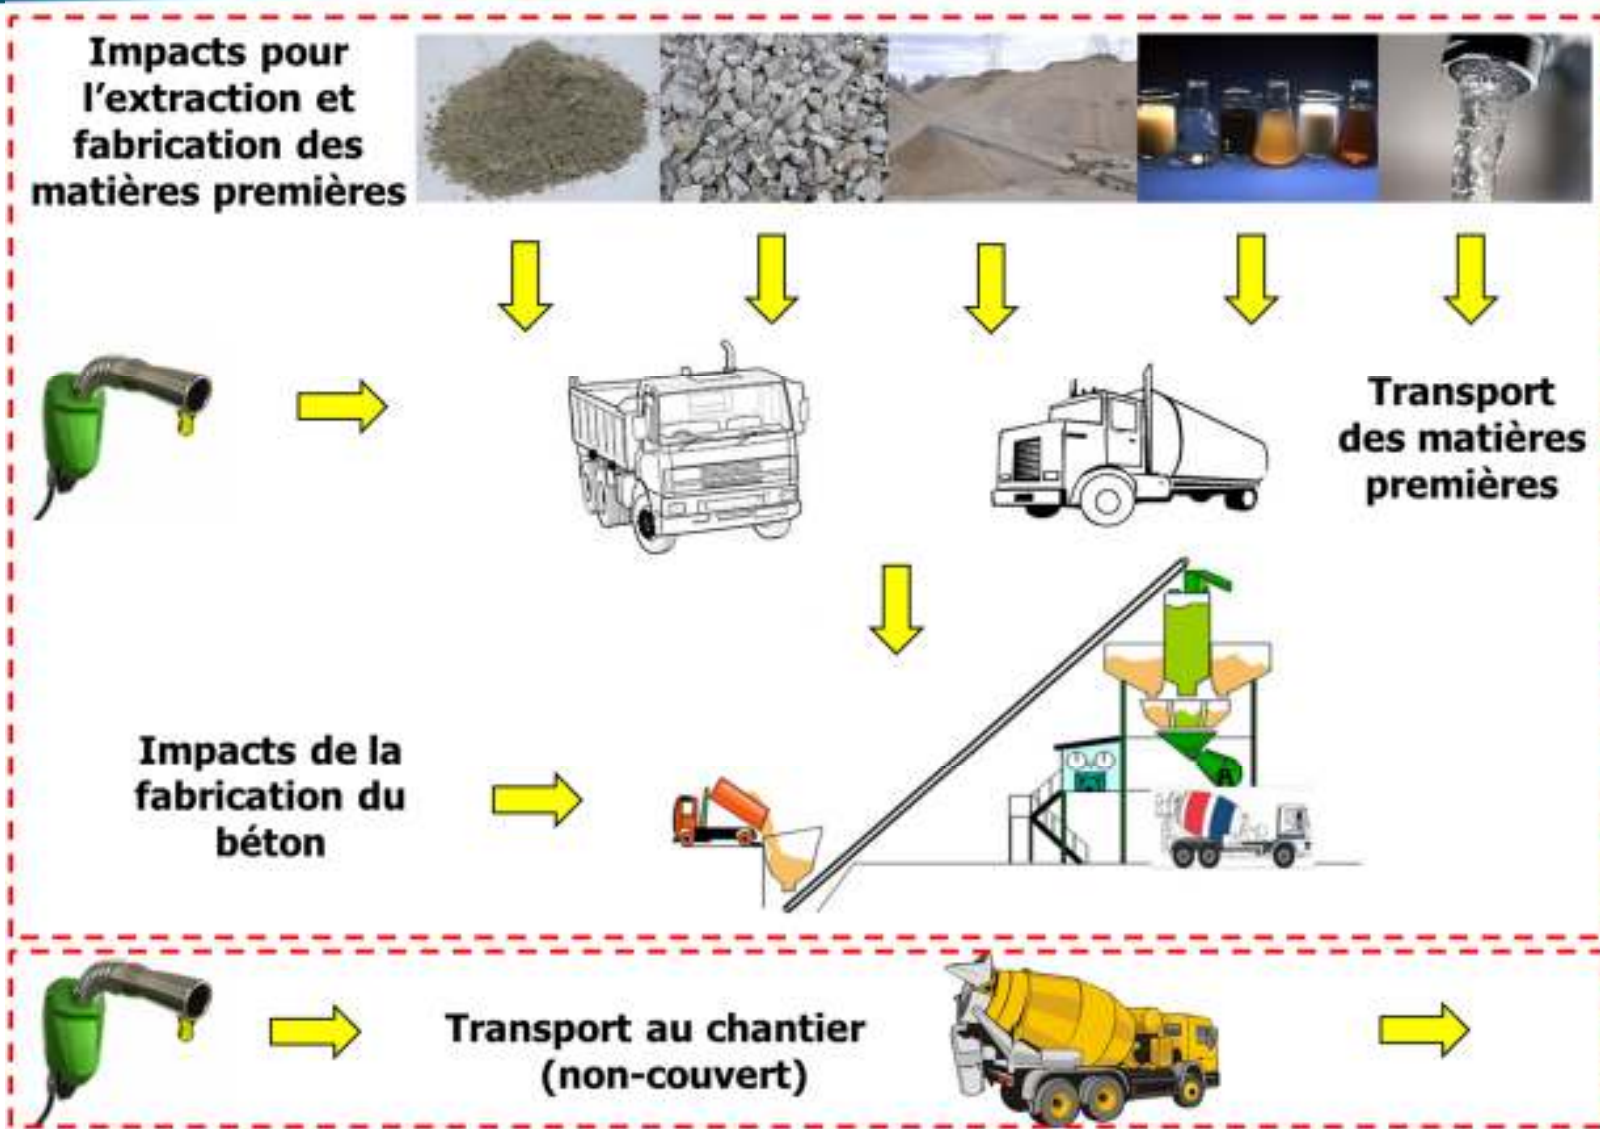 Impacts pour
l'extraction et
fabrication des
matières premières
Transport
des matières
premières
Impacts de la
fabrication du
béton
Transport au chantier
(non-couvert)